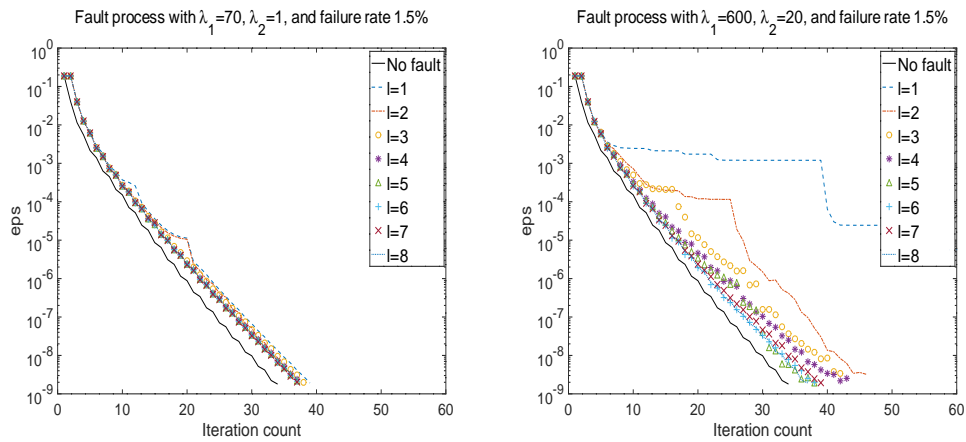 Fault process with λ_1=70, λ_2=1, and failure rate 1.5%
10^0
10^-1
10^-2
10^-3
10^-4
10^-5
10^-6
10^-7
10^-8
10^-9
eps
0 10 20 30 40 50 60
Iteration count
No fault
l=1
l=2
l=3
l=4
l=5
l=6
l=7
l=8
Fault process with λ_1=600, λ_2=20, and failure rate 1.5%
10^0
10^-1
10^-2
10^-3
10^-4
10^-5
10^-6
10^-7
10^-8
10^-9
eps
0 10 20 30 40 50 60
Iteration count
No fault
l=1
l=2
l=3
l=4
l=5
l=6
l=7
l=8